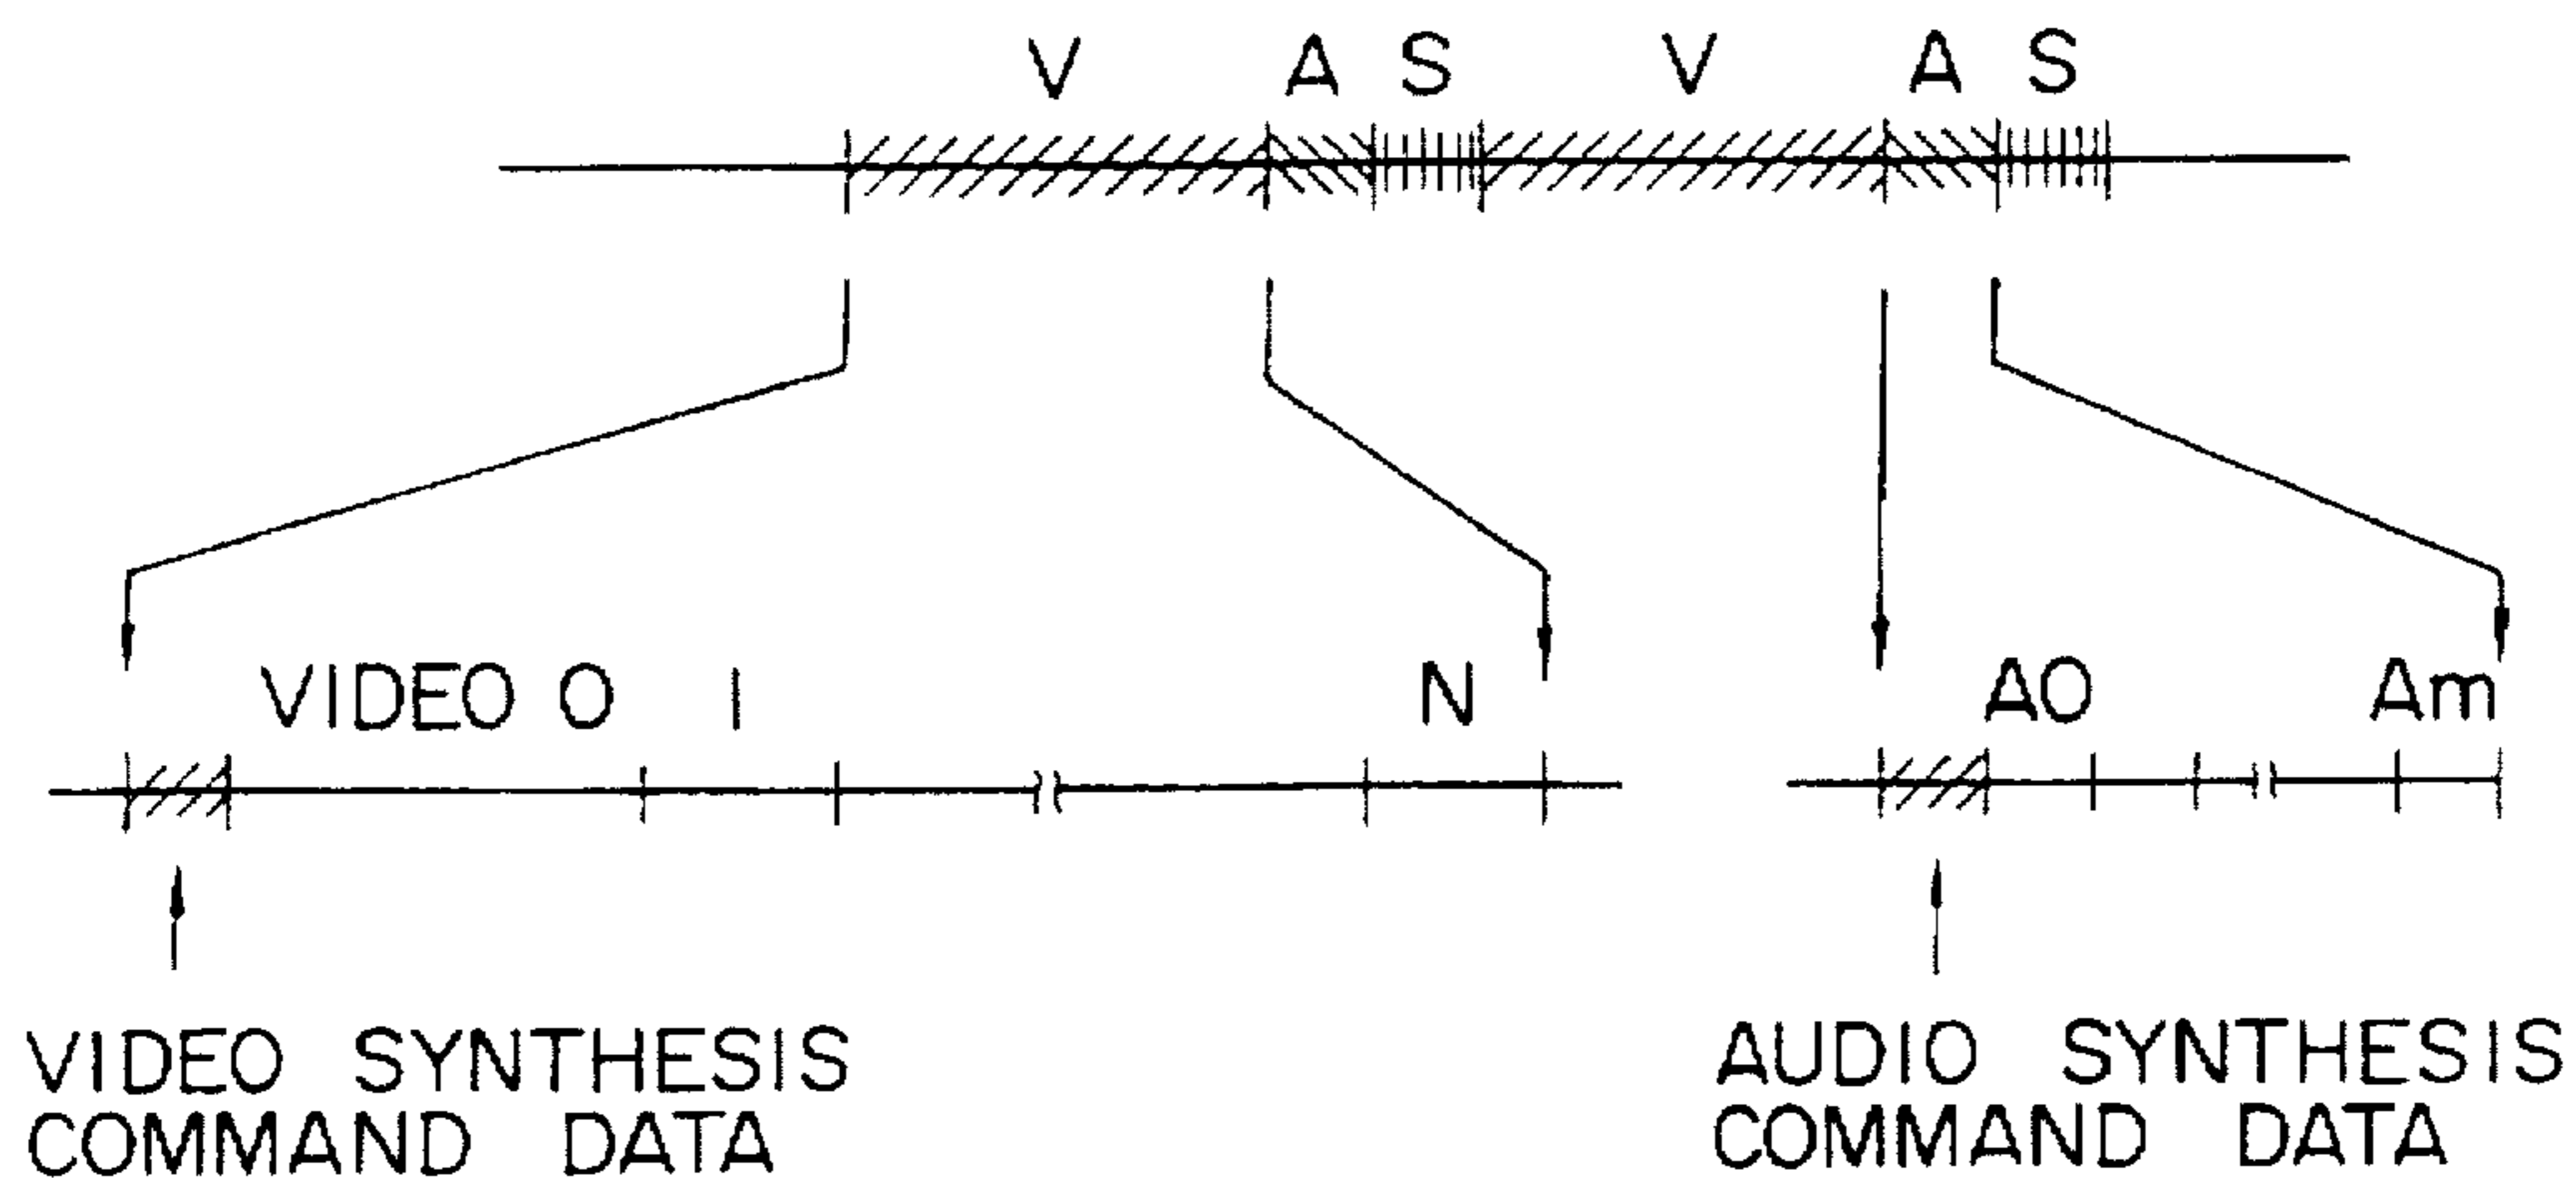 V A S V A S
VIDEO 0 1 N A0 Am
VIDEO SYNTHESIS
COMMAND DATA
AUDIO SYNTHESIS
COMMAND DATA